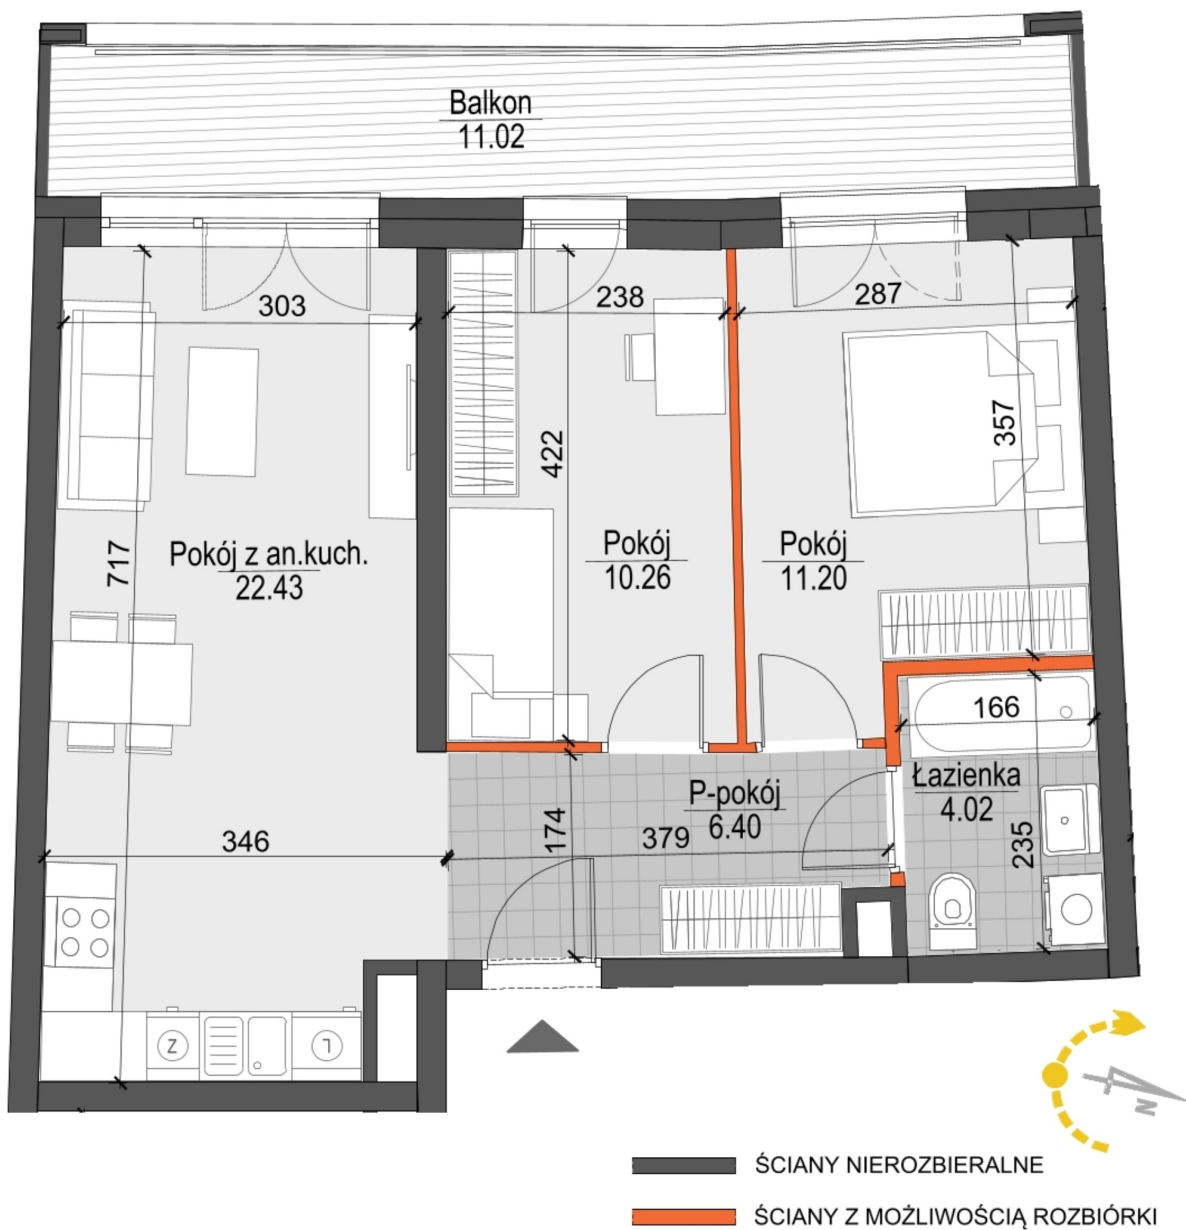 Balkon
11.02
303
238
287
422
357
717
Pokój z an.kuch.
22.43
Pokój
10.26
Pokój
11.20
166
P-pokój
6.40
Łazienka
4.02
346
174
379
235
Z
L
N
ŚCIANY NIEROZBIERALNE
ŚCIANY Z MOŻLIWOŚCIĄ ROZBIÓRKI